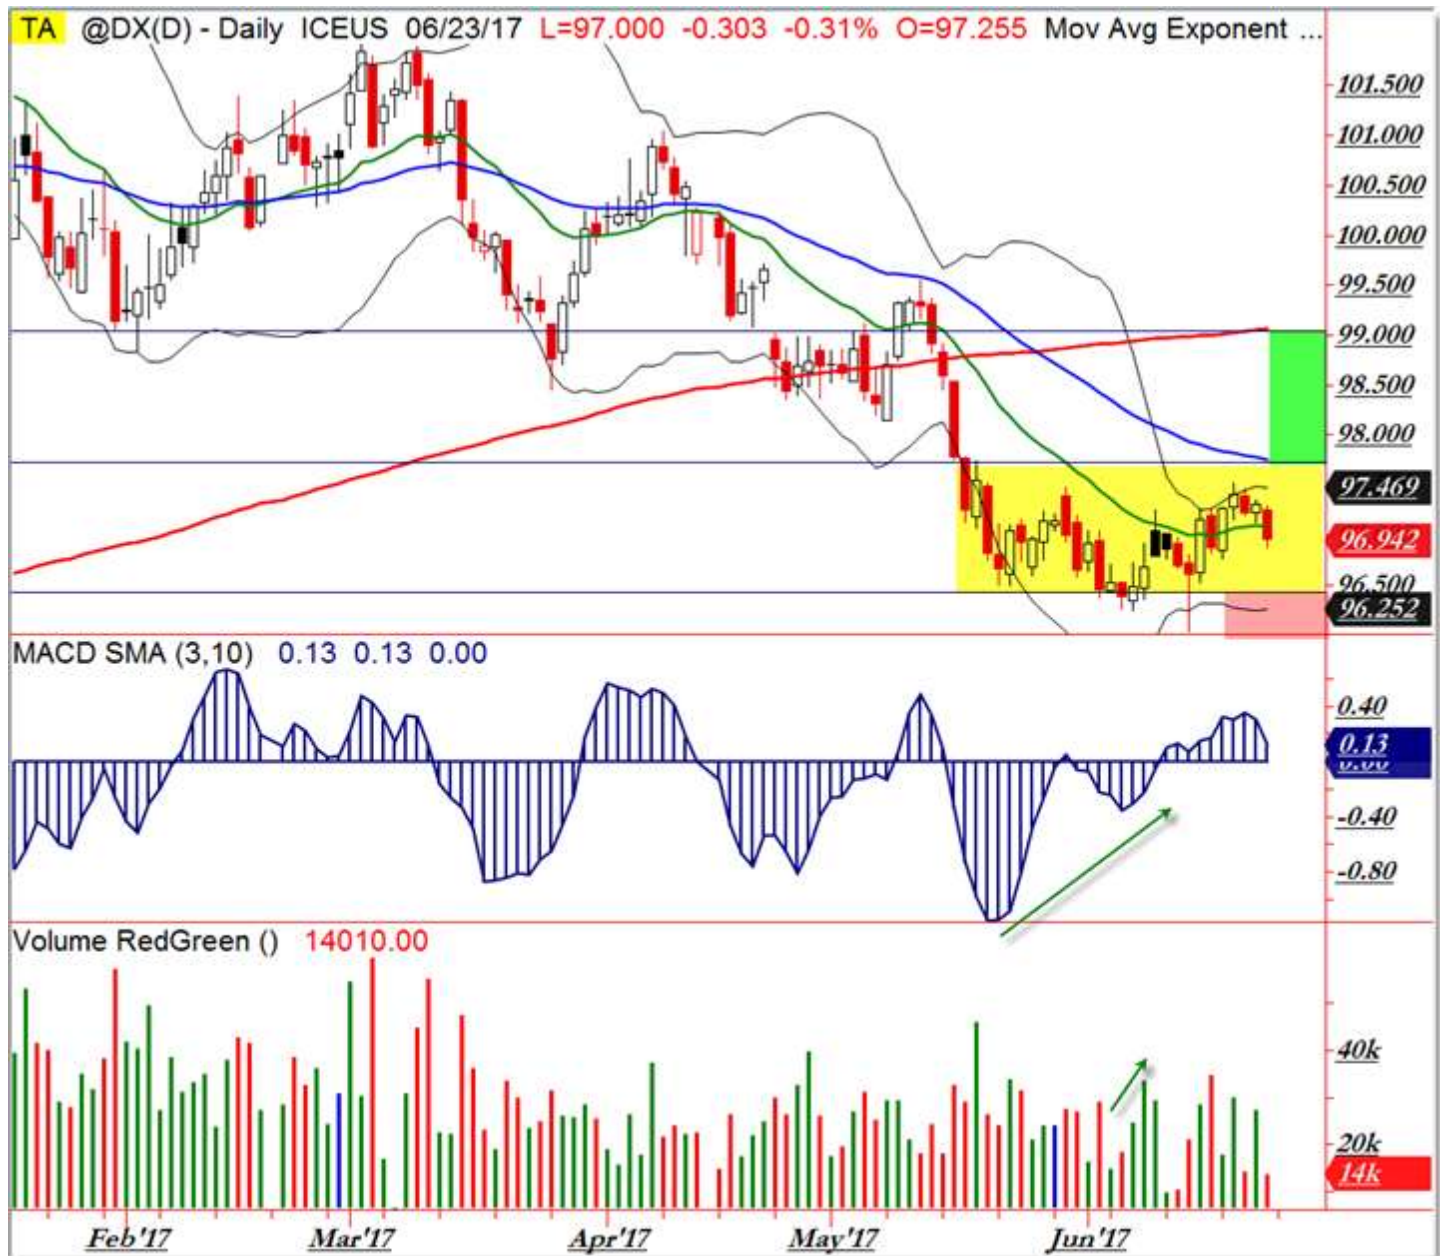 TA @DX(D) - Daily ICEUS 06/23/17 L=97.000 -0.303 -0.31% O=97.255 Mov Avg Exponent ...
101.500
101.000
100.500
100.000
99.500
99.000
98.500
98.000
97.469
96.942
96.500
96.252
MACD SMA (3,10) 0.13 0.13 0.00
0.40
0.13
0.00
-0.40
-0.80
Volume RedGreen () 14010.00
40k
20k
14k
Feb'17 Mar'17 Apr'17 May'17 Jun'17